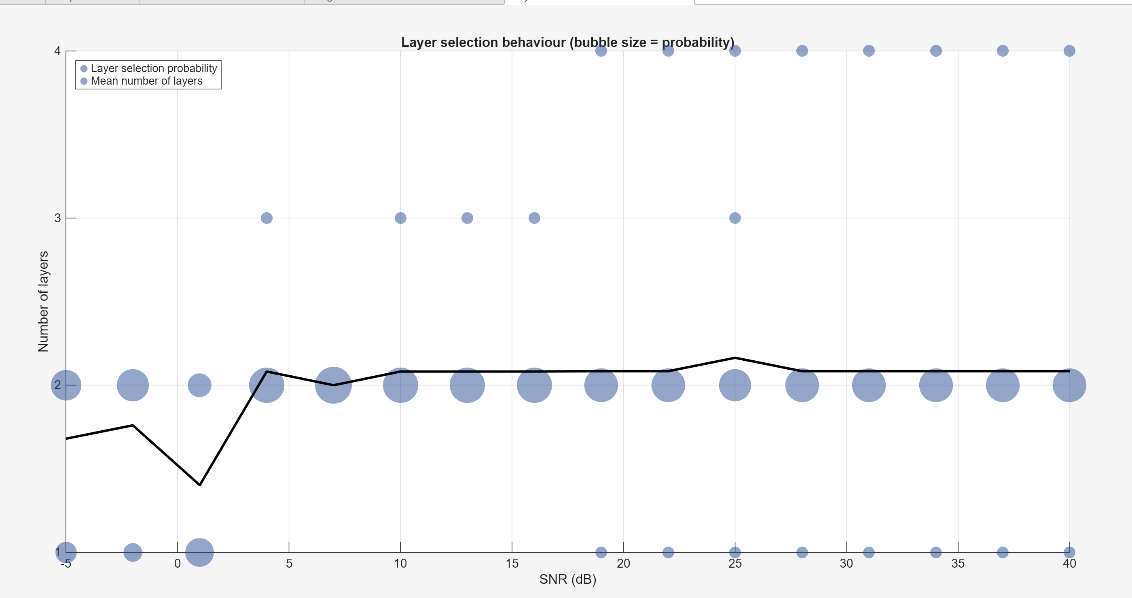 Layer selection behaviour (bubble size = probability)
4
Layer selection probability
Mean number of layers
3
Number of layers
2
1
-5 0 5 10 15 20 25 30 35 40
SNR (dB)